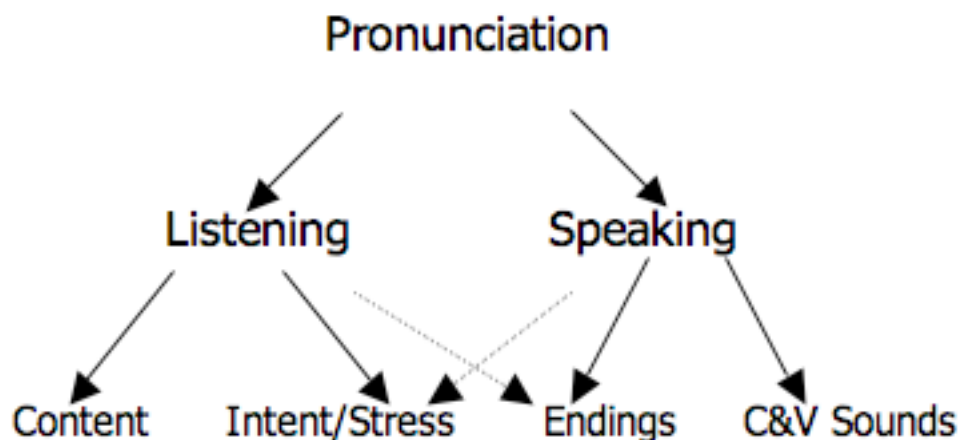 Pronunciation
Listening Speaking
Content Intent/Stress Endings C&V Sounds